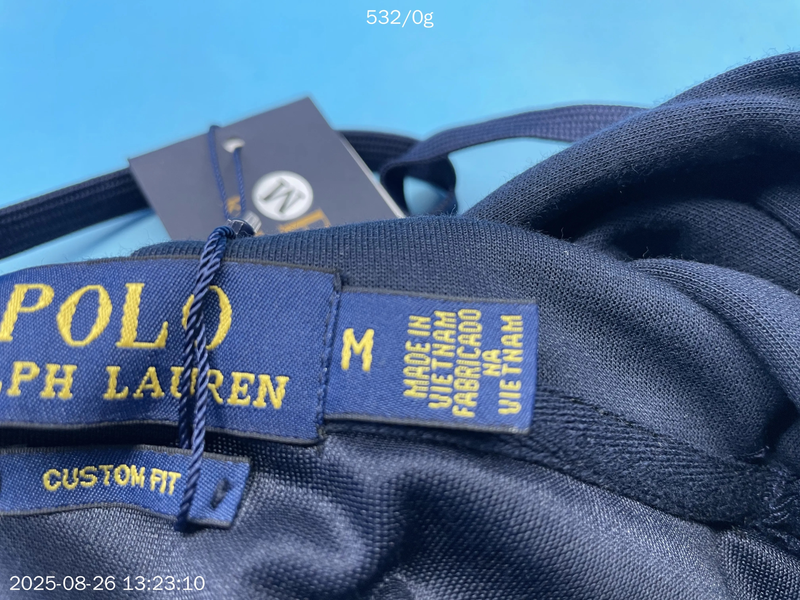 532/0g
M
POLO
LPH LAUREN
M
MADE IN
VIETNAM
FABRICADO
NA
VIETNAM
CUSTOM FIT
2025-08-26 13:23:10